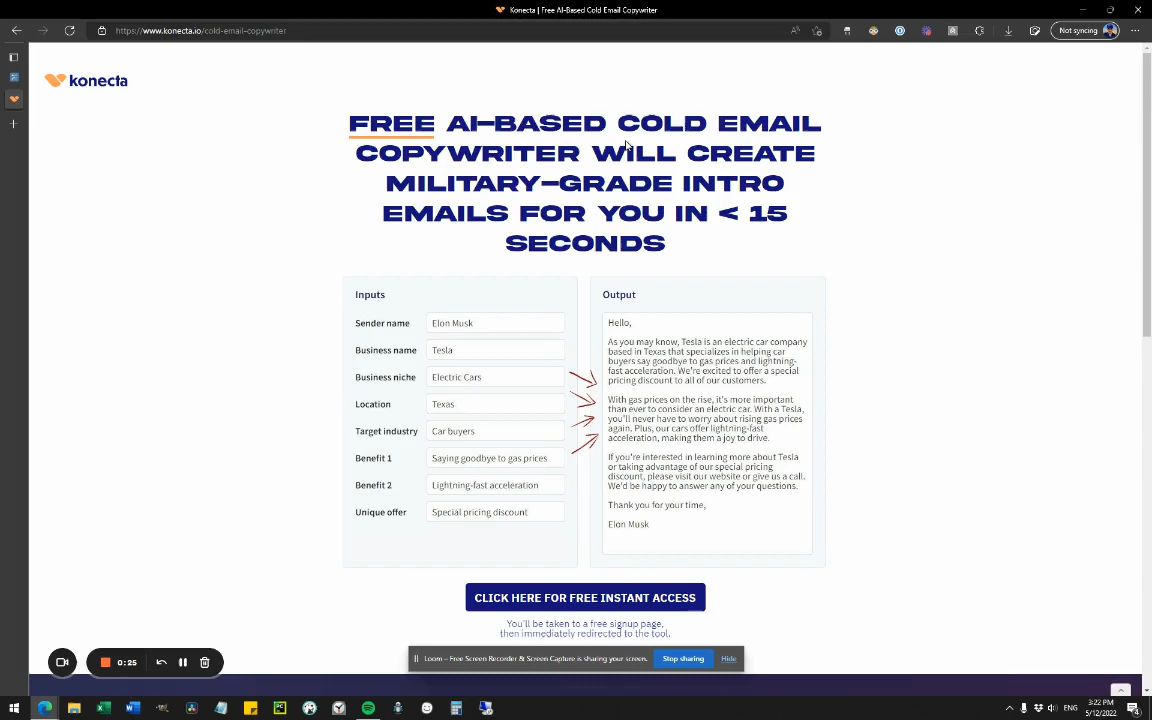 Konecta | Free AI-Based Cold Email Copywriter
https://www.konecta.io/cold-email-copywriter
Not syncing
konecta
FREE AI-BASED COLD EMAIL
COPYWRITER WILL CREATE
MILITARY-GRADE INTRO
EMAILS FOR YOU IN < 15
SECONDS
Inputs
Sender name Elon Musk
Business name Tesla
Business niche Electric Cars
Location Texas
Target industry Car buyers
Benefit 1 Saying goodbye to gas prices
Benefit 2 Lightning-fast acceleration
Unique offer Special pricing discount
Output
Hello,
As you may know, Tesla is an electric car company
based in Texas that specializes in helping car
buyers say goodbye to gas prices and lightning-
fast acceleration. We're excited to offer a special
pricing discount to all of our customers.
With gas prices on the rise, it's more important
than ever to consider an electric car. With a Tesla,
you'll never have to worry about rising gas prices
again. Plus, our cars offer lightning-fast
acceleration, making them a joy to drive.
If you're interested in learning more about Tesla
or taking advantage of our special pricing
discount, please visit our website or give us a call.
We'd be happy to answer any of your questions.
Thank you for your time,
Elon Musk
CLICK HERE FOR FREE INSTANT ACCESS
You'll be taken to a free signup page,
then immediately redirected to the tool.
0:25
Loom – Free Screen Recorder & Screen Capture is sharing your screen.
Stop sharing
Hide
ENG
3:22 PM
5/12/2022